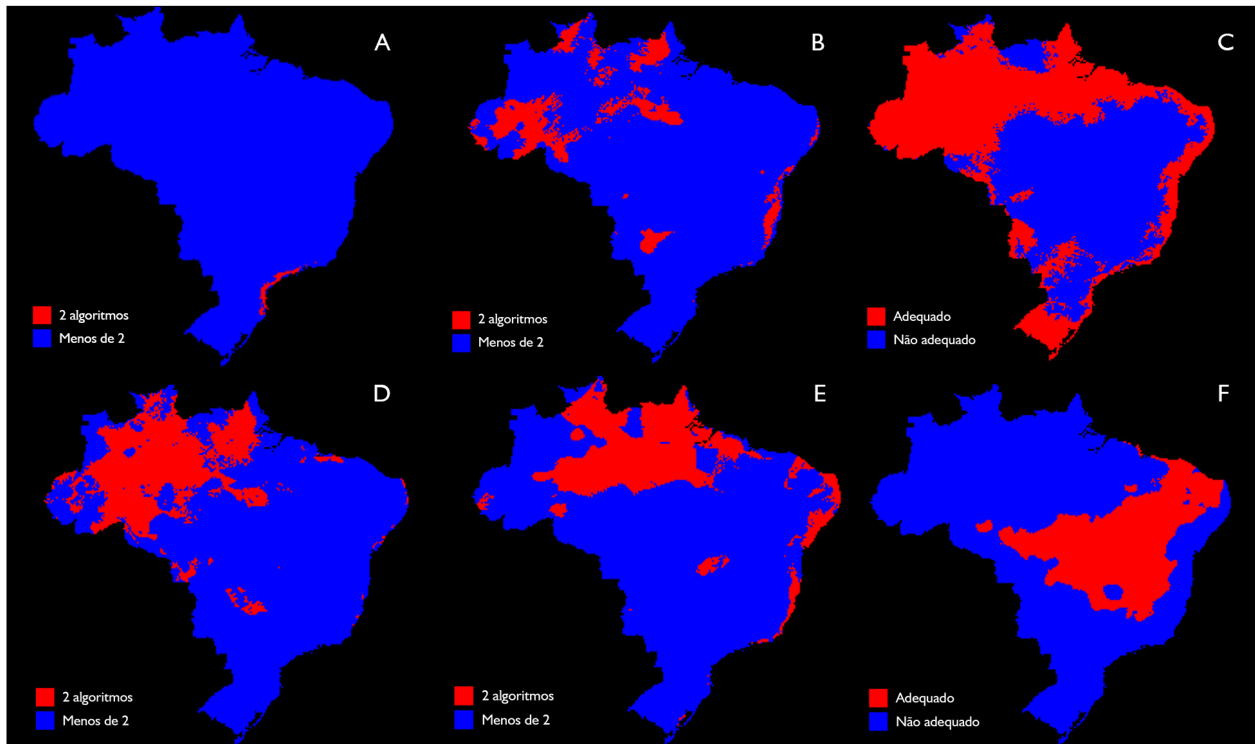 A
2 algoritmos
Menos de 2
B
2 algoritmos
Menos de 2
C
Adequado
Não adequado
D
2 algoritmos
Menos de 2
E
2 algoritmos
Menos de 2
F
Adequado
Não adequado